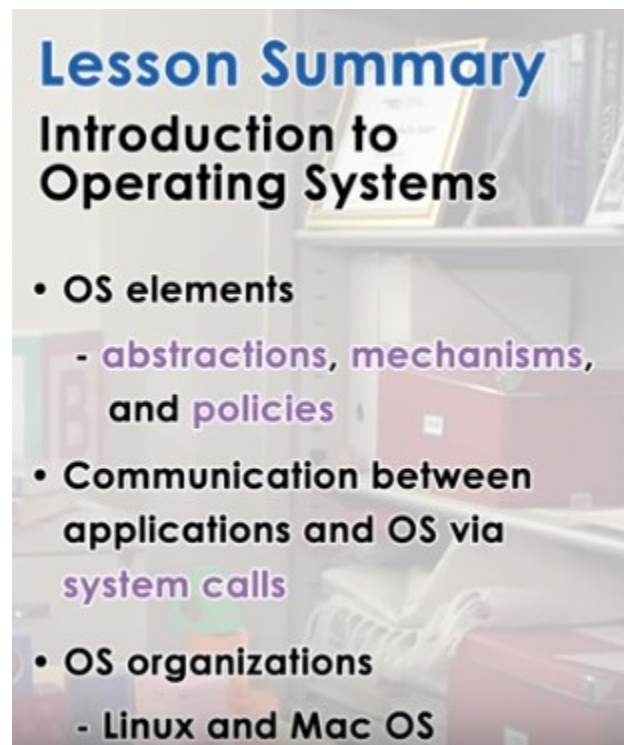 Lesson Summary
Introduction to
Operating Systems
• OS elements
- abstractions, mechanisms,
and policies
• Communication between
applications and OS via
system calls
• OS organizations
- Linux and Mac OS